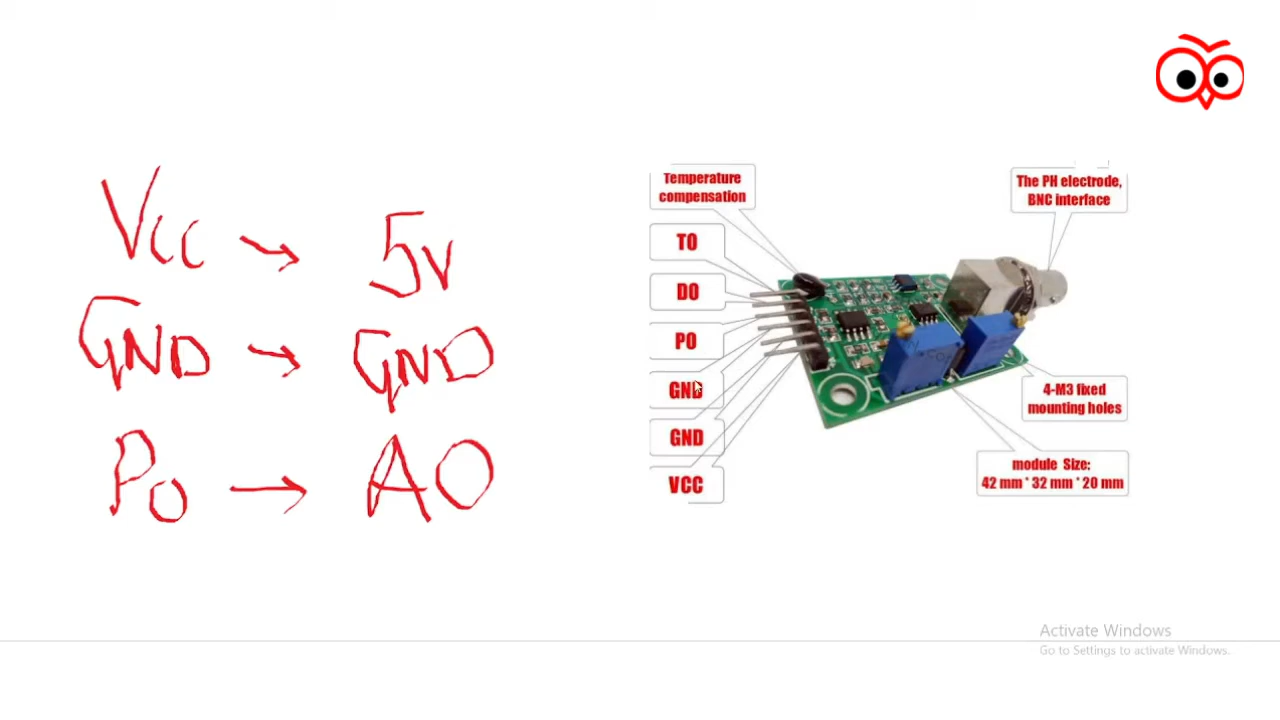 Vcc → 5v
GND → GND
Po → AO
Temperature
compensation
TO
DO
PO
GND
GND
VCC
The PH electrode,
BNC interface
4-M3 fixed
mounting holes
module Size:
42 mm * 32 mm * 20 mm
Activate Windows
Go to Settings to activate Windows.